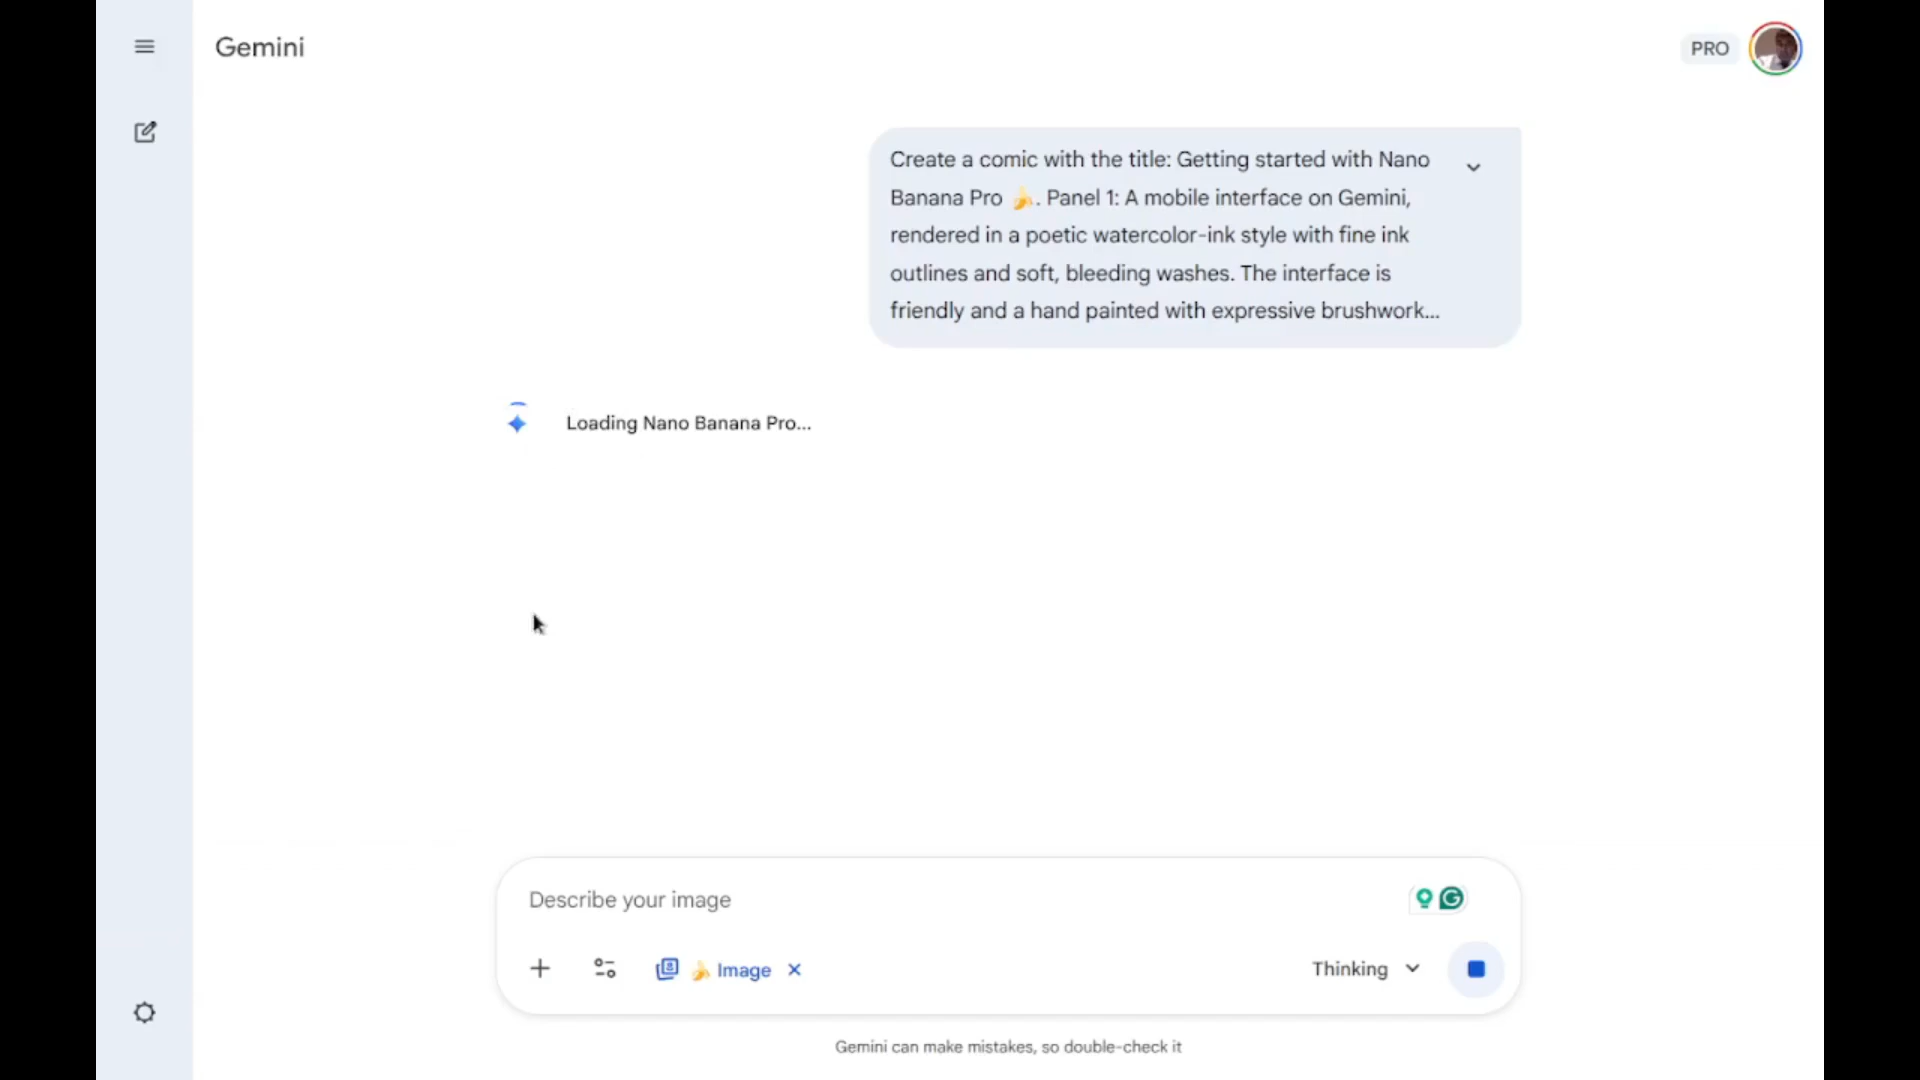 Gemini
PRO
Create a comic with the title: Getting started with Nano
Banana Pro 🍌. Panel 1: A mobile interface on Gemini,
rendered in a poetic watercolor-ink style with fine ink
outlines and soft, bleeding washes. The interface is
friendly and a hand painted with expressive brushwork...
Loading Nano Banana Pro...
Describe your image
🍌 Image
Thinking
Gemini can make mistakes, so double-check it